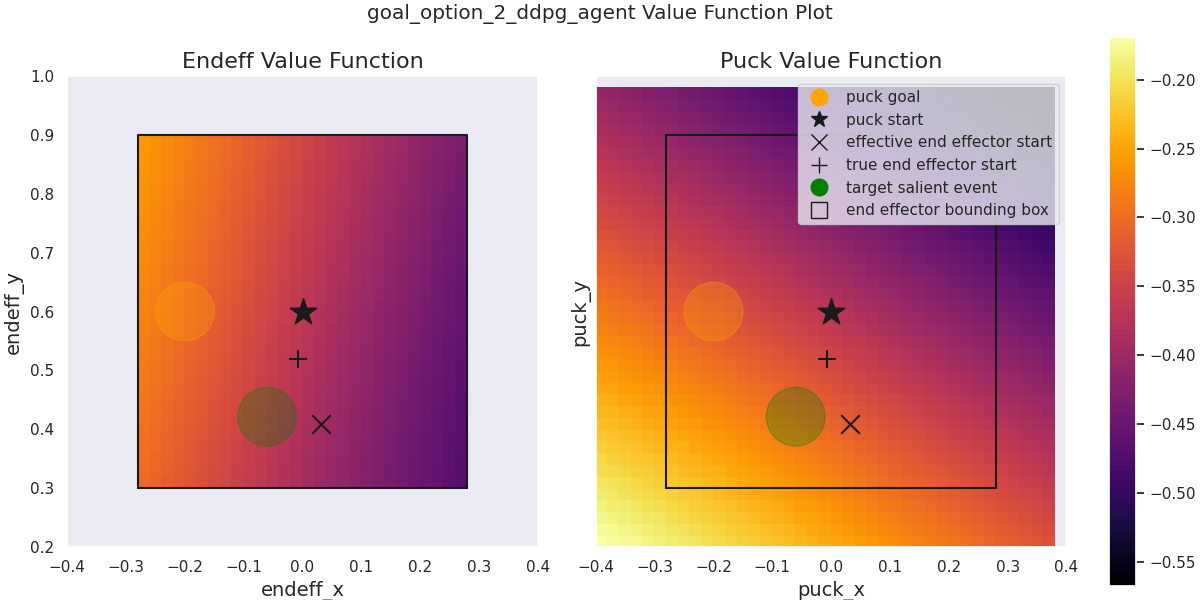 goal_option_2_ddpg_agent Value Function Plot
Endeff Value Function
1.0
0.9
0.8
0.7
0.6
0.5
0.4
0.3
0.2
endeff_y
−0.4 −0.3 −0.2 −0.1 0.0 0.1 0.2 0.3 0.4
endeff_x
Puck Value Function
puck goal
puck start
effective end effector start
true end effector start
target salient event
end effector bounding box
puck_y
−0.4 −0.3 −0.2 −0.1 0.0 0.1 0.2 0.3 0.4
puck_x
−0.20
−0.25
−0.30
−0.35
−0.40
−0.45
−0.50
−0.55